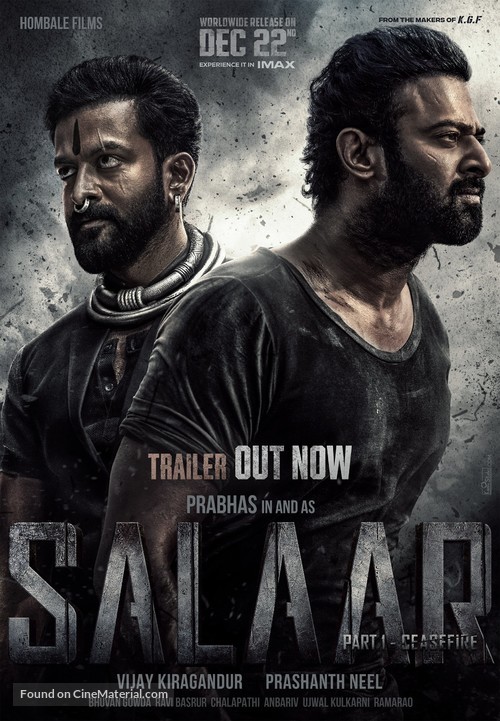 HOMBALE FILMS
WORLDWIDE RELEASE ON
DEC 22ND
EXPERIENCE IT IN IMAX
FROM THE MAKERS OF K.G.F
TRAILER OUT NOW
PRABHAS IN AND AS
SALAAR
PART 1 - CEASEFIRE
VIJAY KIRAGANDUR PRASHANTH NEEL
BHUVAN GOWDA RAVI BASRUR CHALAPATHI ANBARIV UJWAL KULKARNI RAMARAO
Found on CineMaterial.com